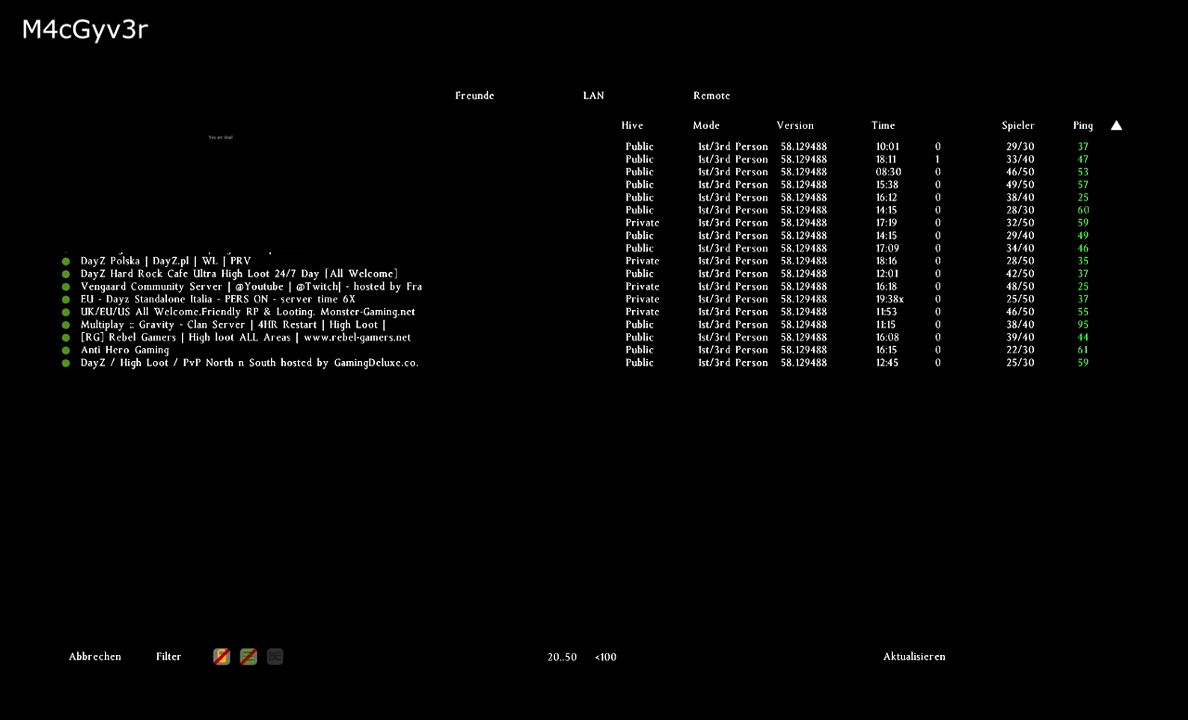 M4cGyv3r
Freunde LAN Remote
Hive Mode Version Time Spieler Ping
You are dead
Public 1st/3rd Person 58.129488 10:01 0 29/30 37
Public 1st/3rd Person 58.129488 18:11 1 33/40 47
Public 1st/3rd Person 58.129488 08:30 0 46/50 53
Public 1st/3rd Person 58.129488 15:38 0 49/50 57
Public 1st/3rd Person 58.129488 16:12 0 38/40 25
Public 1st/3rd Person 58.129488 14:15 0 28/30 60
Private 1st/3rd Person 58.129488 17:19 0 32/50 59
Public 1st/3rd Person 58.129488 14:15 0 29/40 49
Public 1st/3rd Person 58.129488 17:09 0 34/40 46
DayZ Polska | DayZ.pl | WL | PRV Private 1st/3rd Person 58.129488 18:16 0 28/50 35
DayZ Hard Rock Cafe Ultra High Loot 24/7 Day [All Welcome] Public 1st/3rd Person 58.129488 12:01 0 42/50 37
Vengaard Community Server | @Youtube | @Twitch| - hosted by Fra Private 1st/3rd Person 58.129488 16:18 0 48/50 25
EU - Dayz Standalone Italia - PERS ON - server time 6X Private 1st/3rd Person 58.129488 19:38x 0 25/50 37
UK/EU/US All Welcome.Friendly RP & Looting. Monster-Gaming.net Private 1st/3rd Person 58.129488 11:53 0 46/50 55
Multiplay :: Gravity - Clan Server | 4HR Restart | High Loot | Public 1st/3rd Person 58.129488 11:15 0 38/40 95
[RG] Rebel Gamers | High loot ALL Areas | www.rebel-gamers.net Public 1st/3rd Person 58.129488 16:08 0 39/40 44
Anti Hero Gaming Public 1st/3rd Person 58.129488 16:15 0 22/30 61
DayZ / High Loot / PvP North n South hosted by GamingDeluxe.co. Public 1st/3rd Person 58.129488 12:45 0 25/30 59
Abbrechen Filter 20..50 <100 Aktualisieren